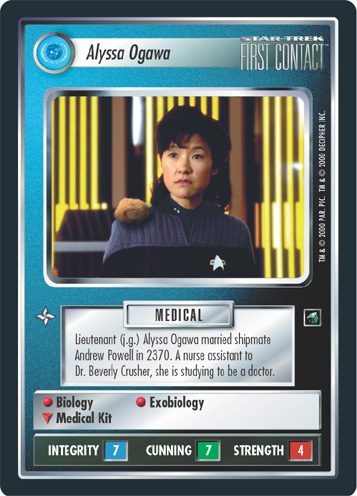 Alyssa Ogawa
STAR TREK
FIRST CONTACT™
TM & © 2000 PAR. PIC. TM & © 2000 DECIPHER INC.
MEDICAL
Lieutenant (j.g.) Alyssa Ogawa married shipmate
Andrew Powell in 2370. A nurse assistant to
Dr. Beverly Crusher, she is studying to be a doctor.
Biology
Exobiology
Medical Kit
INTEGRITY 7 CUNNING 7 STRENGTH 4